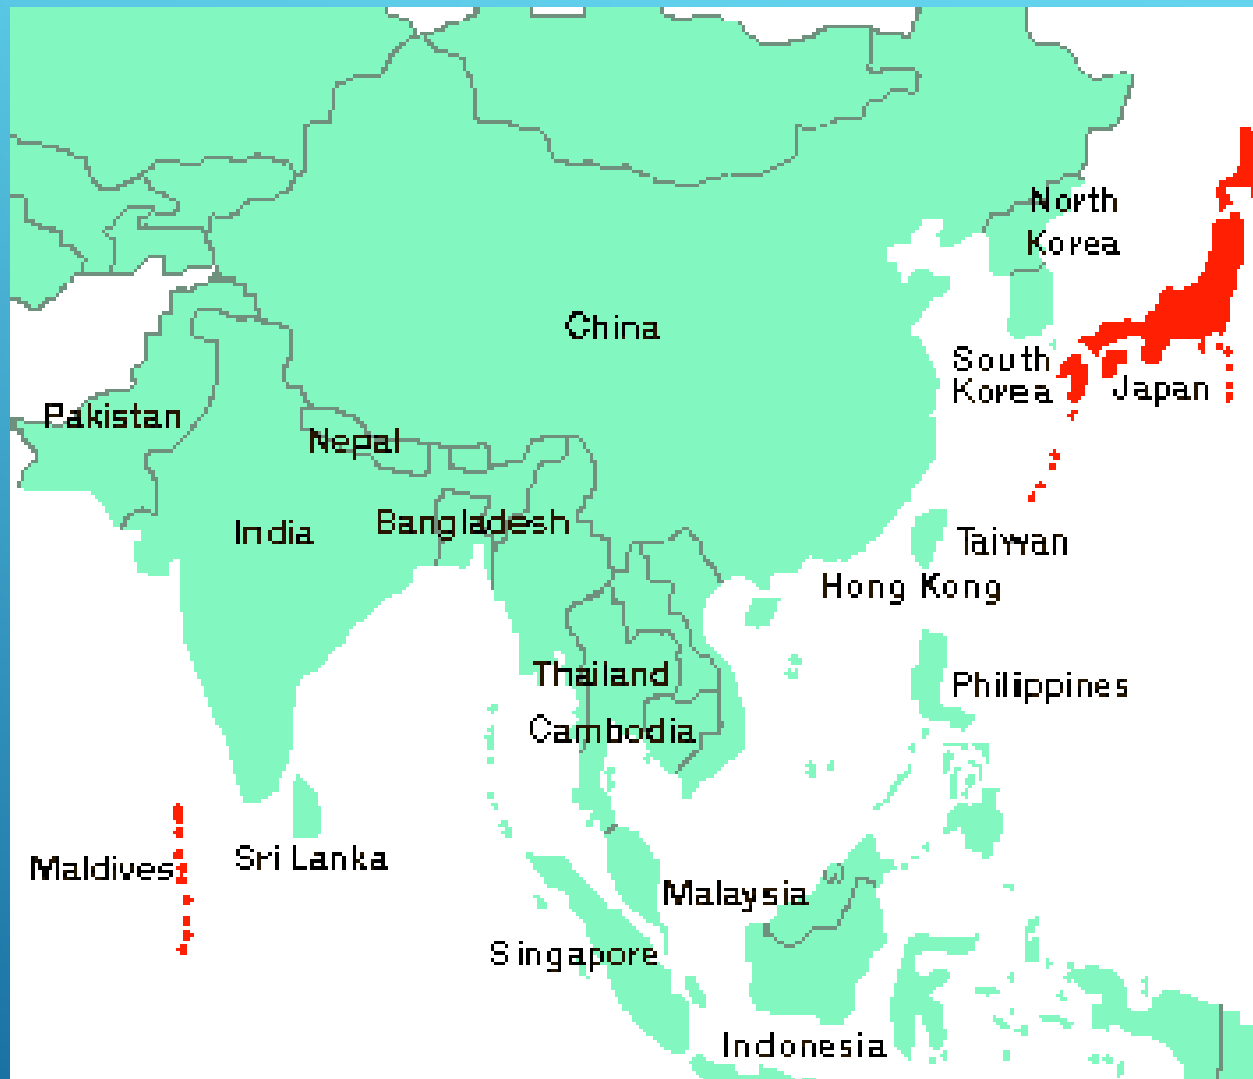 North
Korea
China
South
Korea
Japan
Pakistan
Nepal
India
Bangladesh
Taiwan
Hong Kong
Thailand
Philippines
Cambodia
Maldives
Sri Lanka
Malaysia
Singapore
Indonesia